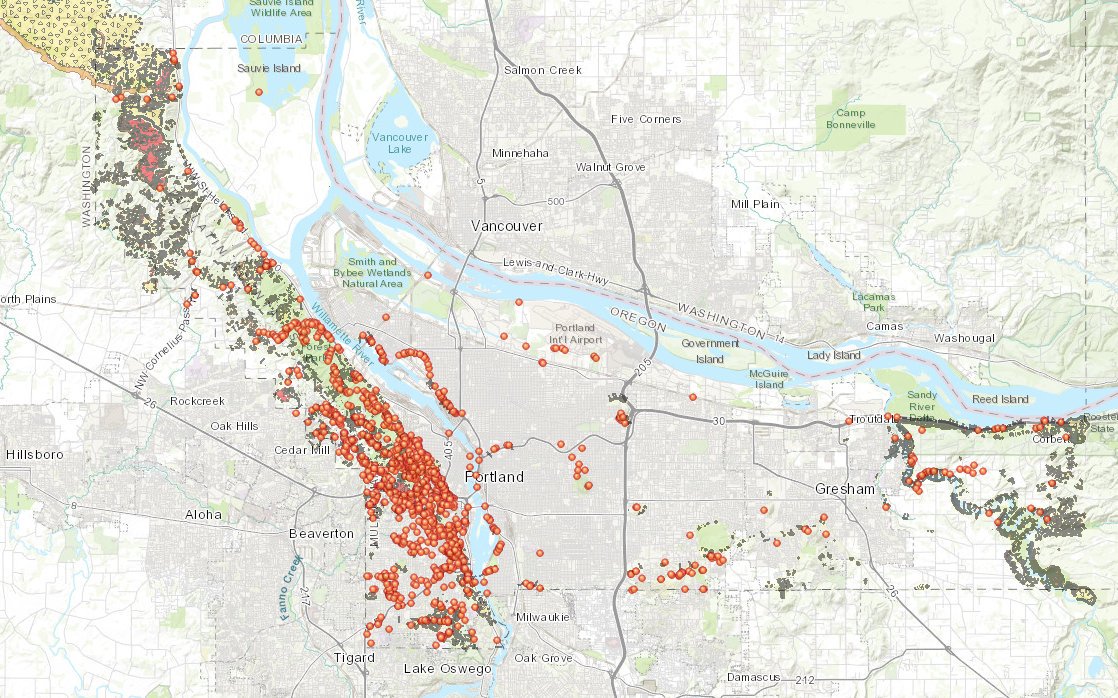 Sauvie Island
Wildlife Area
River
COLUMBIA
Sauvie Island
Salmon Creek
Camp
Bonneville
Five Corners
Vancouver
Lake
Minnehaha
Walnut Grove
WASHINGTON
5
500
Mill Plain
Vancouver
Smith and
Bybee Wetlands
Natural Area
Lewis-and-Clark-Hwy
orth Plains
Lacamas
Park
WASHINGTON
14
OREGON
Willamette River
Portland
Int'l Airport
Camas
Washougal
Government
Island
Lady Island
McGuire
Island
205
NW-Cornelius-Pass
26
Rockcreek
Sandy
River
Delta
Reed Island
Oak Hills
30
Troutdale
Rooster
State
Corbett
Hillsboro
Cedar Mill
405
Portland
Gresham
8
Aloha
Beaverton
Fanno Creek
217
26
Milwaukie
Tigard
Lake Oswego
Oak Grove
Damascus
212